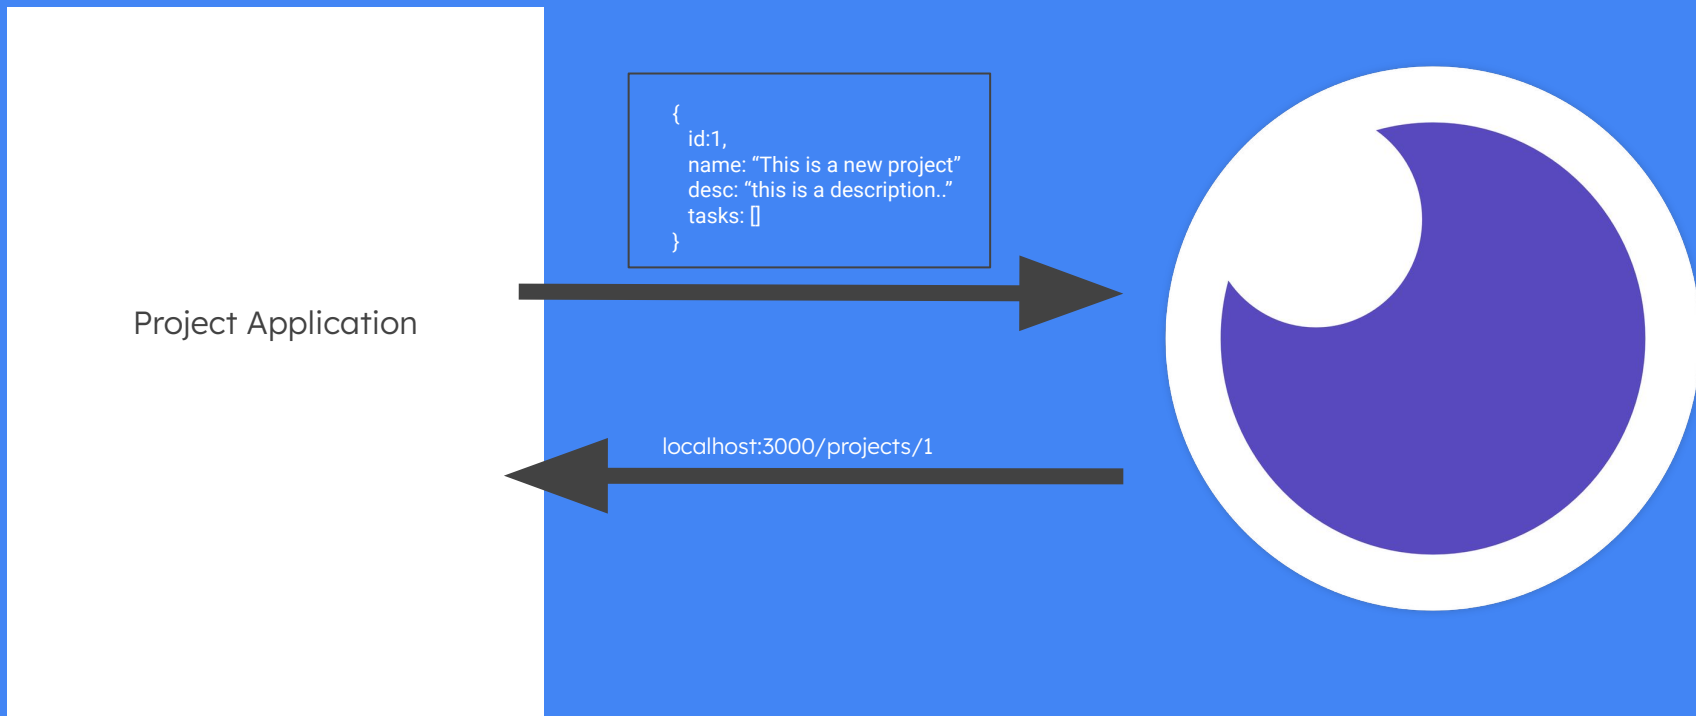 Project Application
{
id:1,
name: “This is a new project”
desc: “this is a description..”
tasks: []
}
localhost:3000/projects/1